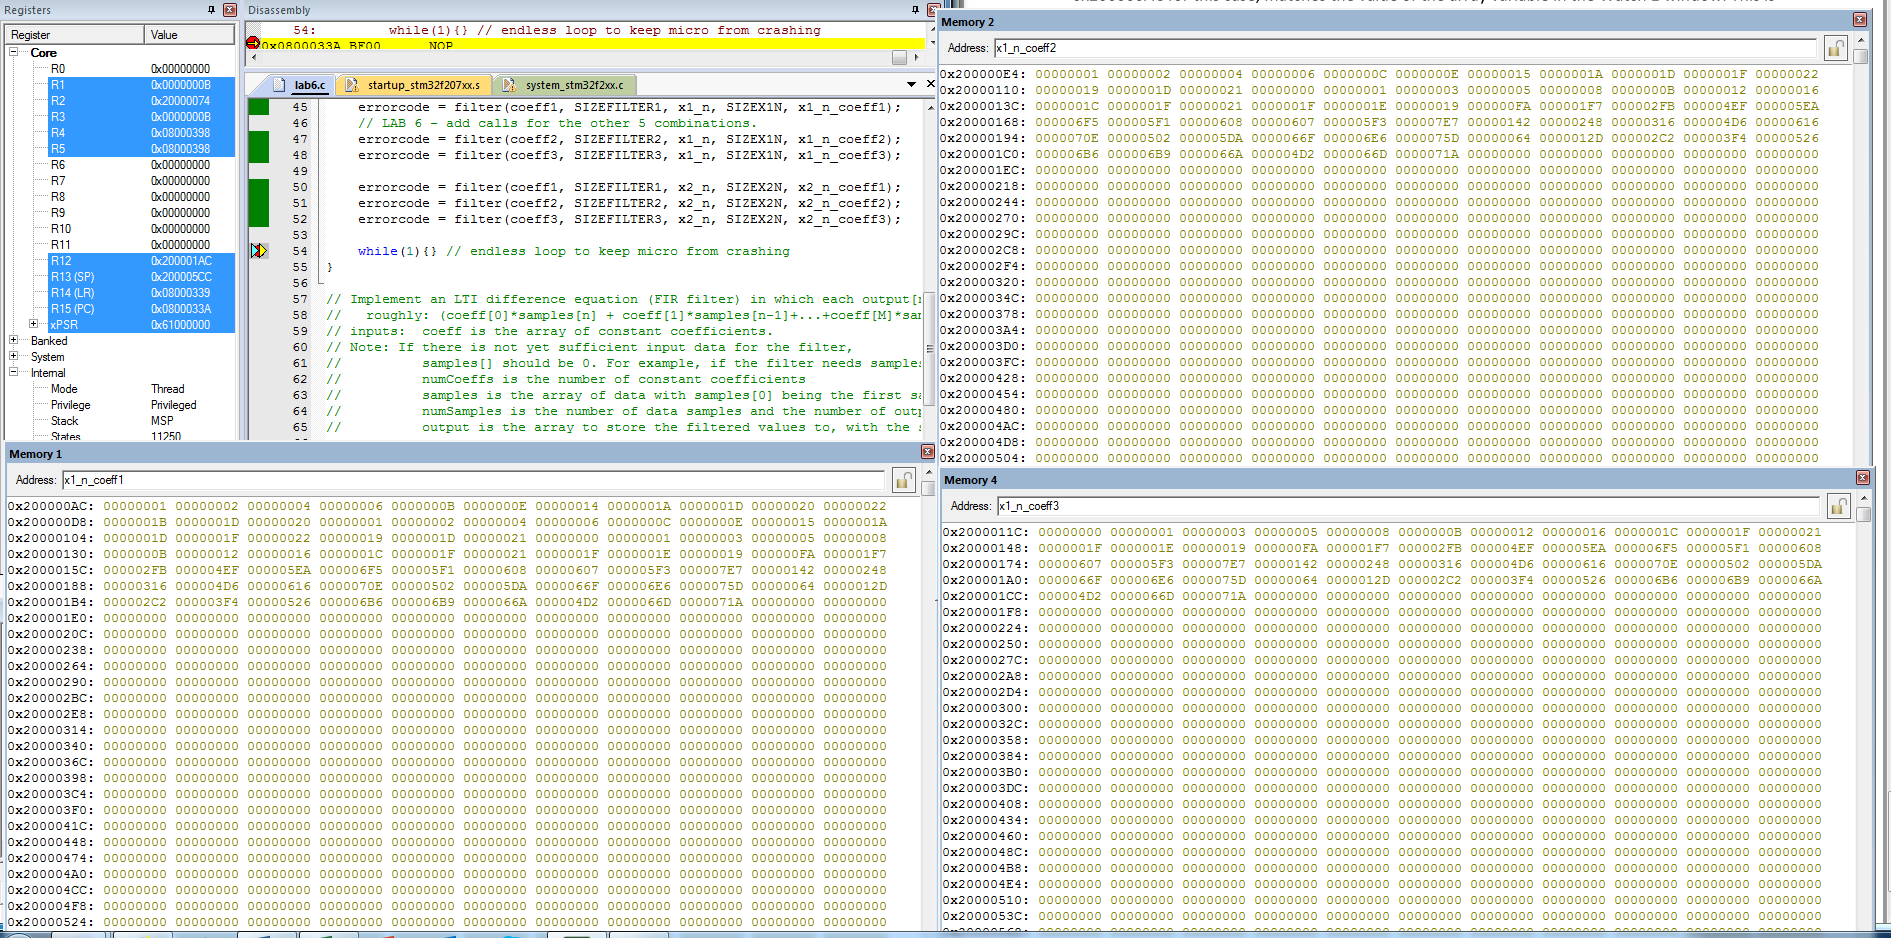 Registers
Register Value
Core
R0 0x00000000
R1 0x0000000B
R2 0x20000074
R3 0x0000000B
R4 0x08000398
R5 0x08000398
R6 0x00000000
R7 0x00000000
R8 0x00000000
R9 0x00000000
R10 0x00000000
R11 0x00000000
R12 0x200001AC
R13 (SP) 0x200005CC
R14 (LR) 0x08000339
R15 (PC) 0x0800033A
xPSR 0x61000000
Banked
System
Internal
Mode Thread
Privilege Privileged
Stack MSP
States 11250
Disassembly
54: while(1){} // endless loop to keep micro from crashing
0x0800033A BF00 NOP
lab6.c startup_stm32f207xx.s system_stm32f2xx.c
45 errorcode = filter(coeff1, SIZEFILTER1, x1_n, SIZEX1N, x1_n_coeff1);
46 // LAB 6 - add calls for the other 5 combinations.
47 errorcode = filter(coeff2, SIZEFILTER2, x1_n, SIZEX1N, x1_n_coeff2);
48 errorcode = filter(coeff3, SIZEFILTER3, x1_n, SIZEX1N, x1_n_coeff3);
49
50 errorcode = filter(coeff1, SIZEFILTER1, x2_n, SIZEX2N, x2_n_coeff1);
51 errorcode = filter(coeff2, SIZEFILTER2, x2_n, SIZEX2N, x2_n_coeff2);
52 errorcode = filter(coeff3, SIZEFILTER3, x2_n, SIZEX2N, x2_n_coeff3);
53
54 while(1){} // endless loop to keep micro from crashing
55 }
56
57 // Implement an LTI difference equation (FIR filter) in which each output[
58 // roughly: (coeff[0]*samples[n] + coeff[1]*samples[n-1]+...+coeff[M]*sam
59 // inputs: coeff is the array of constant coefficients.
60 // Note: If there is not yet sufficient input data for the filter,
61 // samples[] should be 0. For example, if the filter needs samples
62 // numCoeffs is the number of constant coefficients
63 // samples is the array of data with samples[0] being the first sa
64 // numSamples is the number of data samples and the number of outp
65 // output is the array to store the filtered values to, with the s
Memory 2
Address: x1_n_coeff2
0x200000E4: 00000001 00000002 00000004 00000006 0000000C 0000000E 00000015 0000001A 0000001D 0000001F 00000022
0x20000110: 00000019 0000001D 00000021 00000000 00000001 00000003 00000005 00000008 0000000B 00000012 00000016
0x2000013C: 0000001C 0000001F 00000021 0000001F 0000001E 00000019 000000FA 000001F7 000002FB 000004EF 000005EA
0x20000168: 000006F5 000005F1 00000608 00000607 000005F3 000007E7 00000142 00000248 00000316 000004D6 00000616
0x20000194: 0000070E 00000502 000005DA 0000066F 000006E6 0000075D 00000064 0000012D 000002C2 000003F4 00000526
0x200001C0: 000006B6 000006B9 0000066A 000004D2 0000066D 0000071A 00000000 00000000 00000000 00000000 00000000
0x200001EC: 00000000 00000000 00000000 00000000 00000000 00000000 00000000 00000000 00000000 00000000 00000000
0x20000218: 00000000 00000000 00000000 00000000 00000000 00000000 00000000 00000000 00000000 00000000 00000000
0x20000244: 00000000 00000000 00000000 00000000 00000000 00000000 00000000 00000000 00000000 00000000 00000000
0x20000270: 00000000 00000000 00000000 00000000 00000000 00000000 00000000 00000000 00000000 00000000 00000000
0x2000029C: 00000000 00000000 00000000 00000000 00000000 00000000 00000000 00000000 00000000 00000000 00000000
0x200002C8: 00000000 00000000 00000000 00000000 00000000 00000000 00000000 00000000 00000000 00000000 00000000
0x200002F4: 00000000 00000000 00000000 00000000 00000000 00000000 00000000 00000000 00000000 00000000 00000000
0x20000320: 00000000 00000000 00000000 00000000 00000000 00000000 00000000 00000000 00000000 00000000 00000000
0x2000034C: 00000000 00000000 00000000 00000000 00000000 00000000 00000000 00000000 00000000 00000000 00000000
0x20000378: 00000000 00000000 00000000 00000000 00000000 00000000 00000000 00000000 00000000 00000000 00000000
0x200003A4: 00000000 00000000 00000000 00000000 00000000 00000000 00000000 00000000 00000000 00000000 00000000
0x200003D0: 00000000 00000000 00000000 00000000 00000000 00000000 00000000 00000000 00000000 00000000 00000000
0x200003FC: 00000000 00000000 00000000 00000000 00000000 00000000 00000000 00000000 00000000 00000000 00000000
0x20000428: 00000000 00000000 00000000 00000000 00000000 00000000 00000000 00000000 00000000 00000000 00000000
0x20000454: 00000000 00000000 00000000 00000000 00000000 00000000 00000000 00000000 00000000 00000000 00000000
0x20000480: 00000000 00000000 00000000 00000000 00000000 00000000 00000000 00000000 00000000 00000000 00000000
0x200004AC: 00000000 00000000 00000000 00000000 00000000 00000000 00000000 00000000 00000000 00000000 00000000
0x200004D8: 00000000 00000000 00000000 00000000 00000000 00000000 00000000 00000000 00000000 00000000 00000000
0x20000504: 00000000 00000000 00000000 00000000 00000000 00000000 00000000 00000000 00000000 00000000 00000000
Memory 1
Address: x1_n_coeff1
0x200000AC: 00000001 00000002 00000004 00000006 0000000B 0000000E 00000014 0000001A 0000001D 00000020 00000022
0x200000D8: 0000001B 0000001D 00000020 00000001 00000002 00000004 00000006 0000000C 0000000E 00000015 0000001A
0x20000104: 0000001D 0000001F 00000022 00000019 0000001D 00000021 00000000 00000001 00000003 00000005 00000008
0x20000130: 0000000B 00000012 00000016 0000001C 0000001F 00000021 0000001F 0000001E 00000019 000000FA 000001F7
0x2000015C: 000002FB 000004EF 000005EA 000006F5 000005F1 00000608 00000607 000005F3 000007E7 00000142 00000248
0x20000188: 00000316 000004D6 00000616 0000070E 00000502 000005DA 0000066F 000006E6 0000075D 00000064 0000012D
0x200001B4: 000002C2 000003F4 00000526 000006B6 000006B9 0000066A 000004D2 0000066D 0000071A 00000000 00000000
0x200001E0: 00000000 00000000 00000000 00000000 00000000 00000000 00000000 00000000 00000000 00000000 00000000
0x2000020C: 00000000 00000000 00000000 00000000 00000000 00000000 00000000 00000000 00000000 00000000 00000000
0x20000238: 00000000 00000000 00000000 00000000 00000000 00000000 00000000 00000000 00000000 00000000 00000000
0x20000264: 00000000 00000000 00000000 00000000 00000000 00000000 00000000 00000000 00000000 00000000 00000000
0x20000290: 00000000 00000000 00000000 00000000 00000000 00000000 00000000 00000000 00000000 00000000 00000000
0x200002BC: 00000000 00000000 00000000 00000000 00000000 00000000 00000000 00000000 00000000 00000000 00000000
0x200002E8: 00000000 00000000 00000000 00000000 00000000 00000000 00000000 00000000 00000000 00000000 00000000
0x20000314: 00000000 00000000 00000000 00000000 00000000 00000000 00000000 00000000 00000000 00000000 00000000
0x20000340: 00000000 00000000 00000000 00000000 00000000 00000000 00000000 00000000 00000000 00000000 00000000
0x2000036C: 00000000 00000000 00000000 00000000 00000000 00000000 00000000 00000000 00000000 00000000 00000000
0x20000398: 00000000 00000000 00000000 00000000 00000000 00000000 00000000 00000000 00000000 00000000 00000000
0x200003C4: 00000000 00000000 00000000 00000000 00000000 00000000 00000000 00000000 00000000 00000000 00000000
0x200003F0: 00000000 00000000 00000000 00000000 00000000 00000000 00000000 00000000 00000000 00000000 00000000
0x2000041C: 00000000 00000000 00000000 00000000 00000000 00000000 00000000 00000000 00000000 00000000 00000000
0x20000448: 00000000 00000000 00000000 00000000 00000000 00000000 00000000 00000000 00000000 00000000 00000000
0x20000474: 00000000 00000000 00000000 00000000 00000000 00000000 00000000 00000000 00000000 00000000 00000000
0x200004A0: 00000000 00000000 00000000 00000000 00000000 00000000 00000000 00000000 00000000 00000000 00000000
0x200004CC: 00000000 00000000 00000000 00000000 00000000 00000000 00000000 00000000 00000000 00000000 00000000
0x200004F8: 00000000 00000000 00000000 00000000 00000000 00000000 00000000 00000000 00000000 00000000 00000000
0x20000524: 00000000 00000000 00000000 00000000 00000000 00000000 00000000 00000000 00000000 00000000 00000000
Memory 4
Address: x1_n_coeff3
0x2000011C: 00000000 00000001 00000003 00000005 00000008 0000000B 00000012 00000016 0000001C 0000001F 00000021
0x20000148: 0000001F 0000001E 00000019 000000FA 000001F7 000002FB 000004EF 000005EA 000006F5 000005F1 00000608
0x20000174: 00000607 000005F3 000007E7 00000142 00000248 00000316 000004D6 00000616 0000070E 00000502 000005DA
0x200001A0: 0000066F 000006E6 0000075D 00000064 0000012D 000002C2 000003F4 00000526 000006B6 000006B9 0000066A
0x200001CC: 000004D2 0000066D 0000071A 00000000 00000000 00000000 00000000 00000000 00000000 00000000 00000000
0x200001F8: 00000000 00000000 00000000 00000000 00000000 00000000 00000000 00000000 00000000 00000000 00000000
0x20000224: 00000000 00000000 00000000 00000000 00000000 00000000 00000000 00000000 00000000 00000000 00000000
0x20000250: 00000000 00000000 00000000 00000000 00000000 00000000 00000000 00000000 00000000 00000000 00000000
0x2000027C: 00000000 00000000 00000000 00000000 00000000 00000000 00000000 00000000 00000000 00000000 00000000
0x200002A8: 00000000 00000000 00000000 00000000 00000000 00000000 00000000 00000000 00000000 00000000 00000000
0x200002D4: 00000000 00000000 00000000 00000000 00000000 00000000 00000000 00000000 00000000 00000000 00000000
0x20000300: 00000000 00000000 00000000 00000000 00000000 00000000 00000000 00000000 00000000 00000000 00000000
0x2000032C: 00000000 00000000 00000000 00000000 00000000 00000000 00000000 00000000 00000000 00000000 00000000
0x20000358: 00000000 00000000 00000000 00000000 00000000 00000000 00000000 00000000 00000000 00000000 00000000
0x20000384: 00000000 00000000 00000000 00000000 00000000 00000000 00000000 00000000 00000000 00000000 00000000
0x200003B0: 00000000 00000000 00000000 00000000 00000000 00000000 00000000 00000000 00000000 00000000 00000000
0x200003DC: 00000000 00000000 00000000 00000000 00000000 00000000 00000000 00000000 00000000 00000000 00000000
0x20000408: 00000000 00000000 00000000 00000000 00000000 00000000 00000000 00000000 00000000 00000000 00000000
0x20000434: 00000000 00000000 00000000 00000000 00000000 00000000 00000000 00000000 00000000 00000000 00000000
0x20000460: 00000000 00000000 00000000 00000000 00000000 00000000 00000000 00000000 00000000 00000000 00000000
0x2000048C: 00000000 00000000 00000000 00000000 00000000 00000000 00000000 00000000 00000000 00000000 00000000
0x200004B8: 00000000 00000000 00000000 00000000 00000000 00000000 00000000 00000000 00000000 00000000 00000000
0x200004E4: 00000000 00000000 00000000 00000000 00000000 00000000 00000000 00000000 00000000 00000000 00000000
0x20000510: 00000000 00000000 00000000 00000000 00000000 00000000 00000000 00000000 00000000 00000000 00000000
0x2000053C: 00000000 00000000 00000000 00000000 00000000 00000000 00000000 00000000 00000000 00000000 00000000